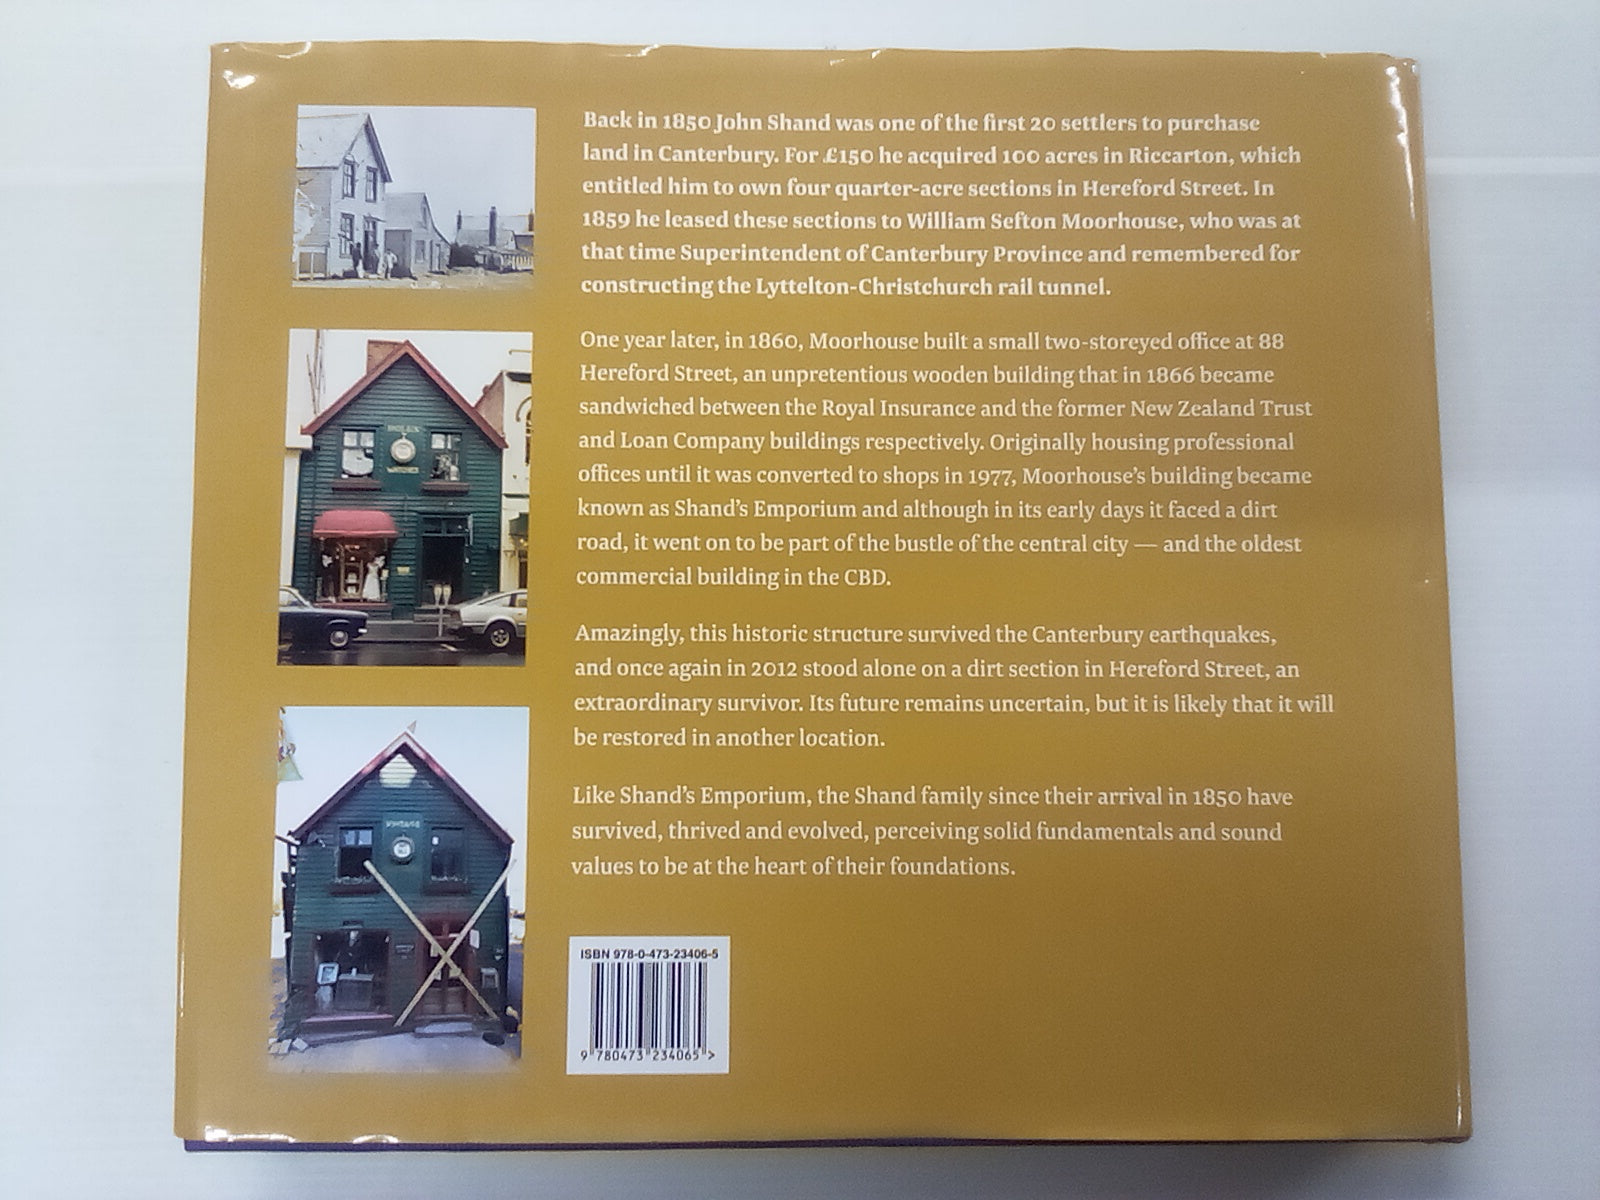 Back in 1850 John Shand was one of the first 20 settlers to purchase
land in Canterbury. For £150 he acquired 100 acres in Riccarton, which
entitled him to own four quarter-acre sections in Hereford Street. In
1859 he leased these sections to William Sefton Moorhouse, who was at
that time Superintendent of Canterbury Province and remembered for
constructing the Lyttelton-Christchurch rail tunnel.
One year later, in 1860, Moorhouse built a small two-storeyed office at 88
Hereford Street, an unpretentious wooden building that in 1866 became
sandwiched between the Royal Insurance and the former New Zealand Trust
and Loan Company buildings respectively. Originally housing professional
offices until it was converted to shops in 1977, Moorhouse's building became
known as Shand's Emporium and although in its early days it faced a dirt
road, it went on to be part of the bustle of the central city — and the oldest
commercial building in the CBD.
Amazingly, this historic structure survived the Canterbury earthquakes,
and once again in 2012 stood alone on a dirt section in Hereford Street, an
extraordinary survivor. Its future remains uncertain, but it is likely that it will
be restored in another location.
Like Shand's Emporium, the Shand family since their arrival in 1850 have
survived, thrived and evolved, perceiving solid fundamentals and sound
values to be at the heart of their foundations.
ISBN 978-0-473-23406-5
9 780473 234065 >